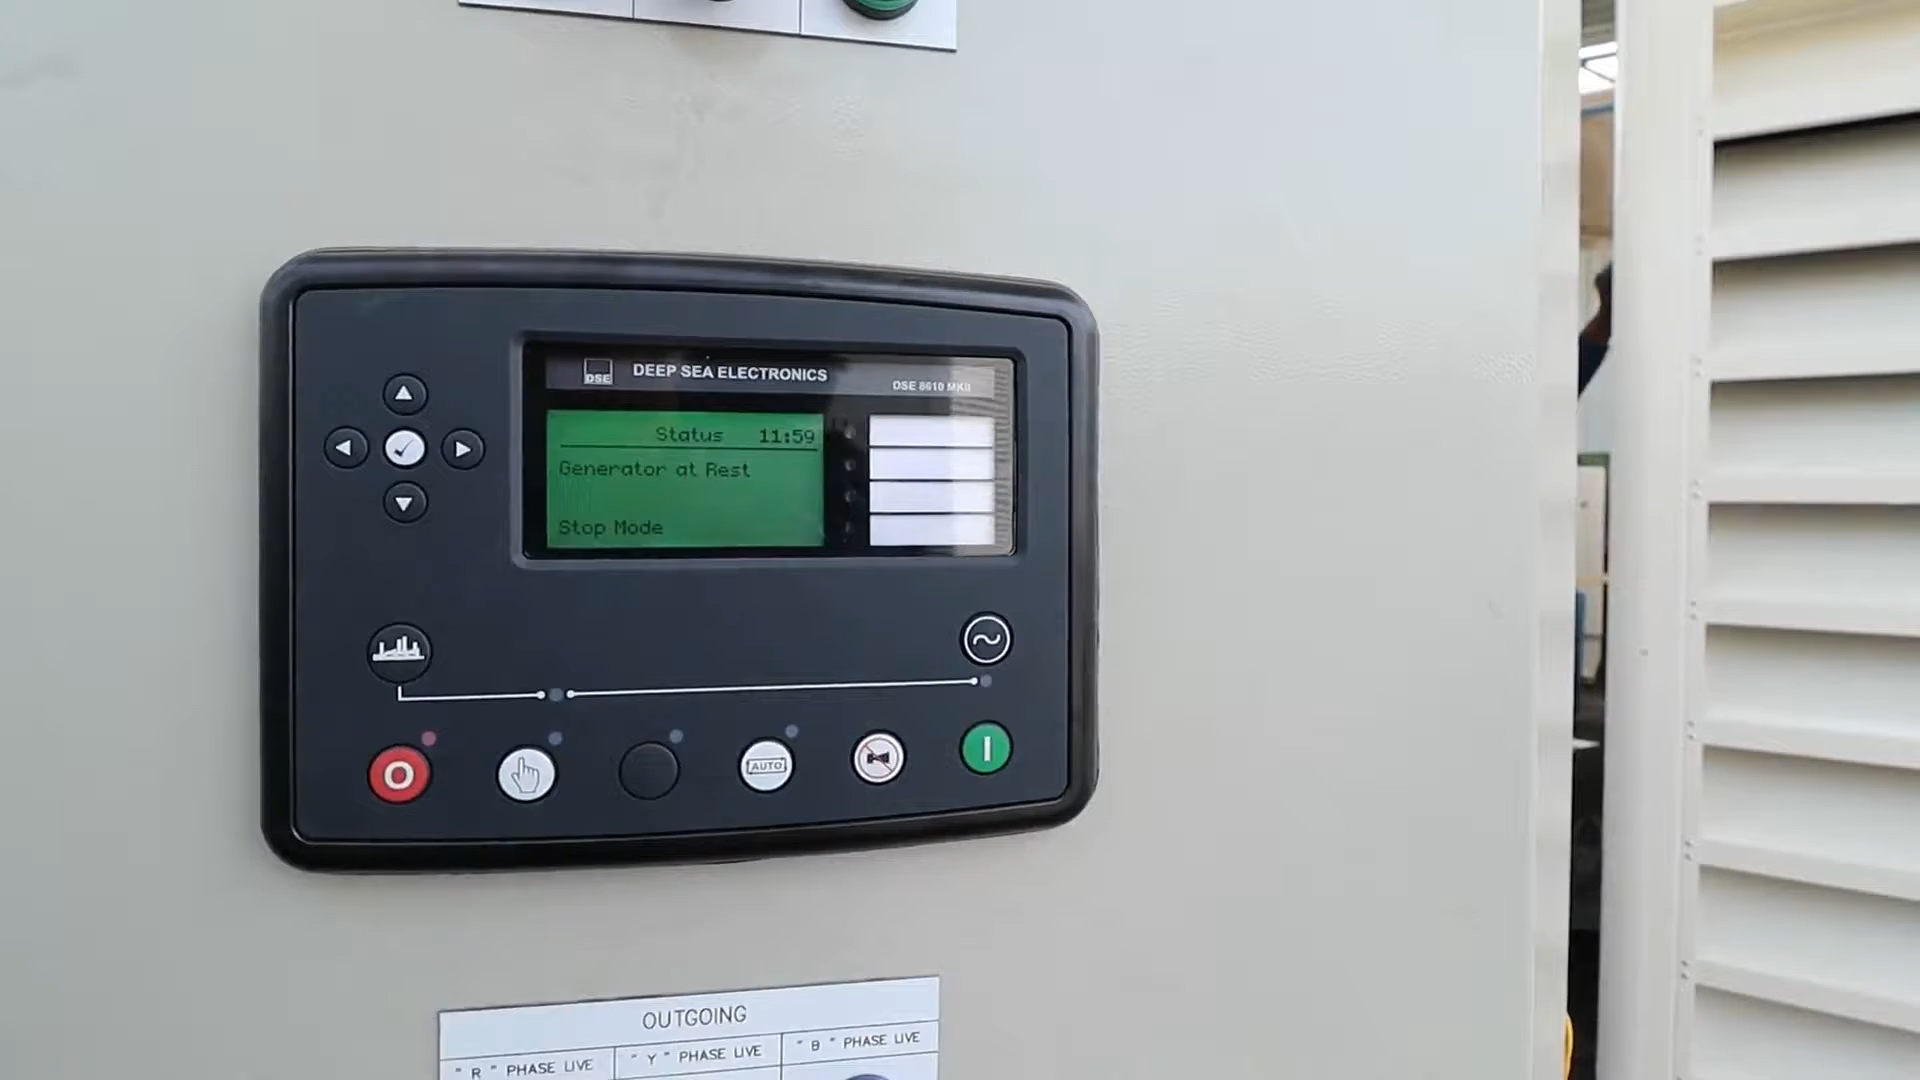 DSE DEEP SEA ELECTRONICS
DSE 8610 MKII
Status 11:59
Generator at Rest
Stop Mode
O
AUTO
I
OUTGOING
" R " PHASE LIVE " Y " PHASE LIVE " B " PHASE LIVE